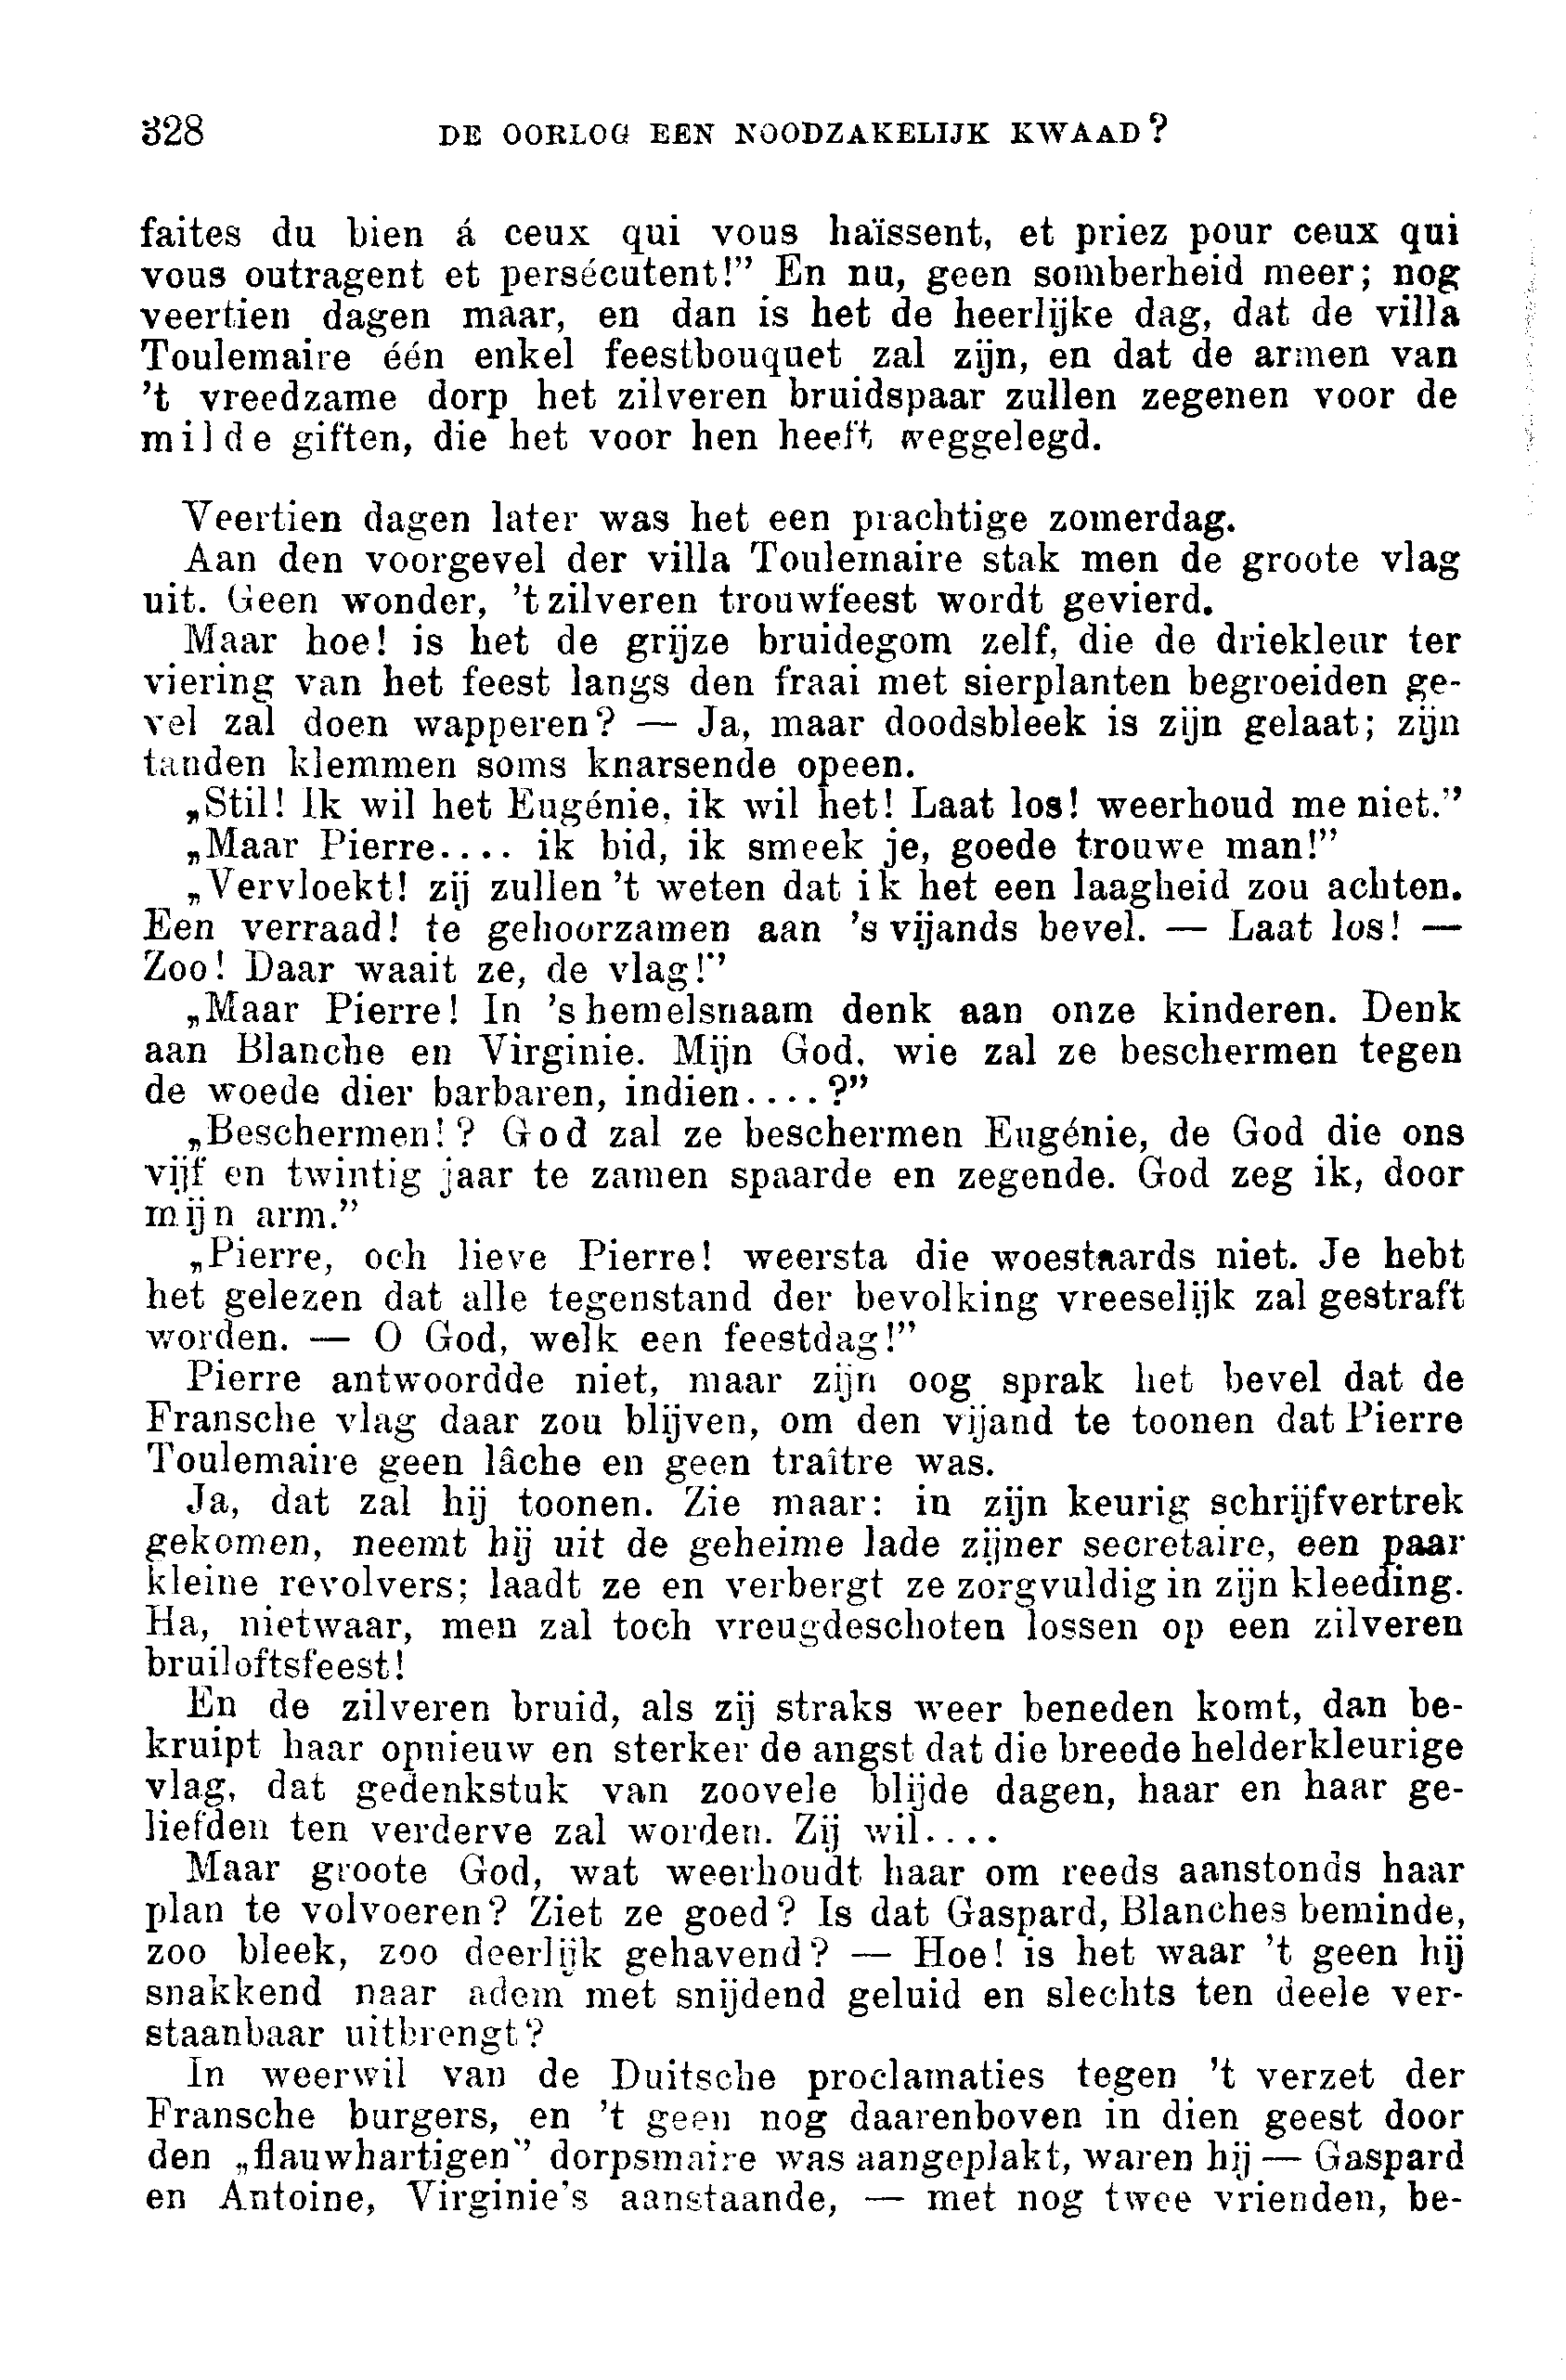 328 DE OORLOG EEN NOODZAKELIJK KWAAD?
faites du bien á ceux qui vous haïssent, et priez pour ceux qui
vous outragent et persécutent!” En nu, geen somberheid meer; nog
veertien dagen maar, en dan is het de heerlijke dag, dat de villa
Toulemaire één enkel feestbouquet zal zijn, en dat de armen van
’t vreedzame dorp het zilveren bruidspaar zullen zegenen voor de
milde giften, die het voor hen heeft weggelegd.
Veertien dagen later was het een prachtige zomerdag.
Aan den voorgevel der villa Toulemaire stak men de groote vlag
uit. Geen wonder, ’t zilveren trouwfeest wordt gevierd.
Maar hoe! is het de grijze bruidegom zelf, die de driekleur ter
viering van het feest langs den fraai met sierplanten begroeiden ge-
vel zal doen wapperen? — Ja, maar doodsbleek is zijn gelaat; zijn
tanden klemmen soms knarsende opeen.
„Stil! Ik wil het Eugénie, ik wil het! Laat los! weerhoud me niet.”
„Maar Pierre.... ik bid, ik smeek je, goede trouwe man!”
„Vervloekt! zij zullen ’t weten dat ik het een laagheid zou achten.
Een verraad! te gehoorzamen aan ’s vijands bevel. — Laat los! —
Zoo! Daar waait ze, de vlag!”
„Maar Pierre! In ’s hemelsnaam denk aan onze kinderen. Denk
aan Blanche en Virginie. Mijn God, wie zal ze beschermen tegen
de woede dier barbaren, indien....?”
„Beschermen!? God zal ze beschermen Eugénie, de God die ons
vijf en twintig jaar te zamen spaarde en zegende. God zeg ik, door
mijn arm.”
„Pierre, och lieve Pierre! weersta die woestaards niet. Je hebt
het gelezen dat alle tegenstand der bevolking vreeselijk zal gestraft
worden. — O God, welk een feestdag!”
Pierre antwoordde niet, maar zijn oog sprak het bevel dat de
Fransche vlag daar zou blijven, om den vijand te toonen dat Pierre
Toulemaire geen lâche en geen traître was.
Ja, dat zal hij toonen. Zie maar: in zijn keurig schrijfvertrek
gekomen, neemt hij uit de geheime lade zijner secretaire, een paar
kleine revolvers; laadt ze en verbergt ze zorgvuldig in zijn kleeding.
Ha, nietwaar, men zal toch vreugdeschoten lossen op een zilveren
bruiloftsfeest!
En de zilveren bruid, als zij straks weer beneden komt, dan be-
kruipt haar opnieuw en sterker de angst dat die breede helderkleurige
vlag, dat gedenkstuk van zoovele blijde dagen, haar en haar ge-
liefden ten verderve zal worden. Zij wil....
Maar groote God, wat weerhoudt haar om reeds aanstonds haar
plan te volvoeren? Ziet ze goed? Is dat Gaspard, Blanches beminde,
zoo bleek, zoo deerlijk gehavend? — Hoe! is het waar ’t geen hij
snakkend naar adem met snijdend geluid en slechts ten deele ver-
staanbaar uitbrengt?
In weerwil van de Duitsche proclamaties tegen ’t verzet der
Fransche burgers, en ’t geen nog daarenboven in dien geest door
den „flauwhartigen” dorpsmaire was aangeplakt, waren hij — Gaspard
en Antoine, Virginie’s aanstaande, — met nog twee vrienden, be-